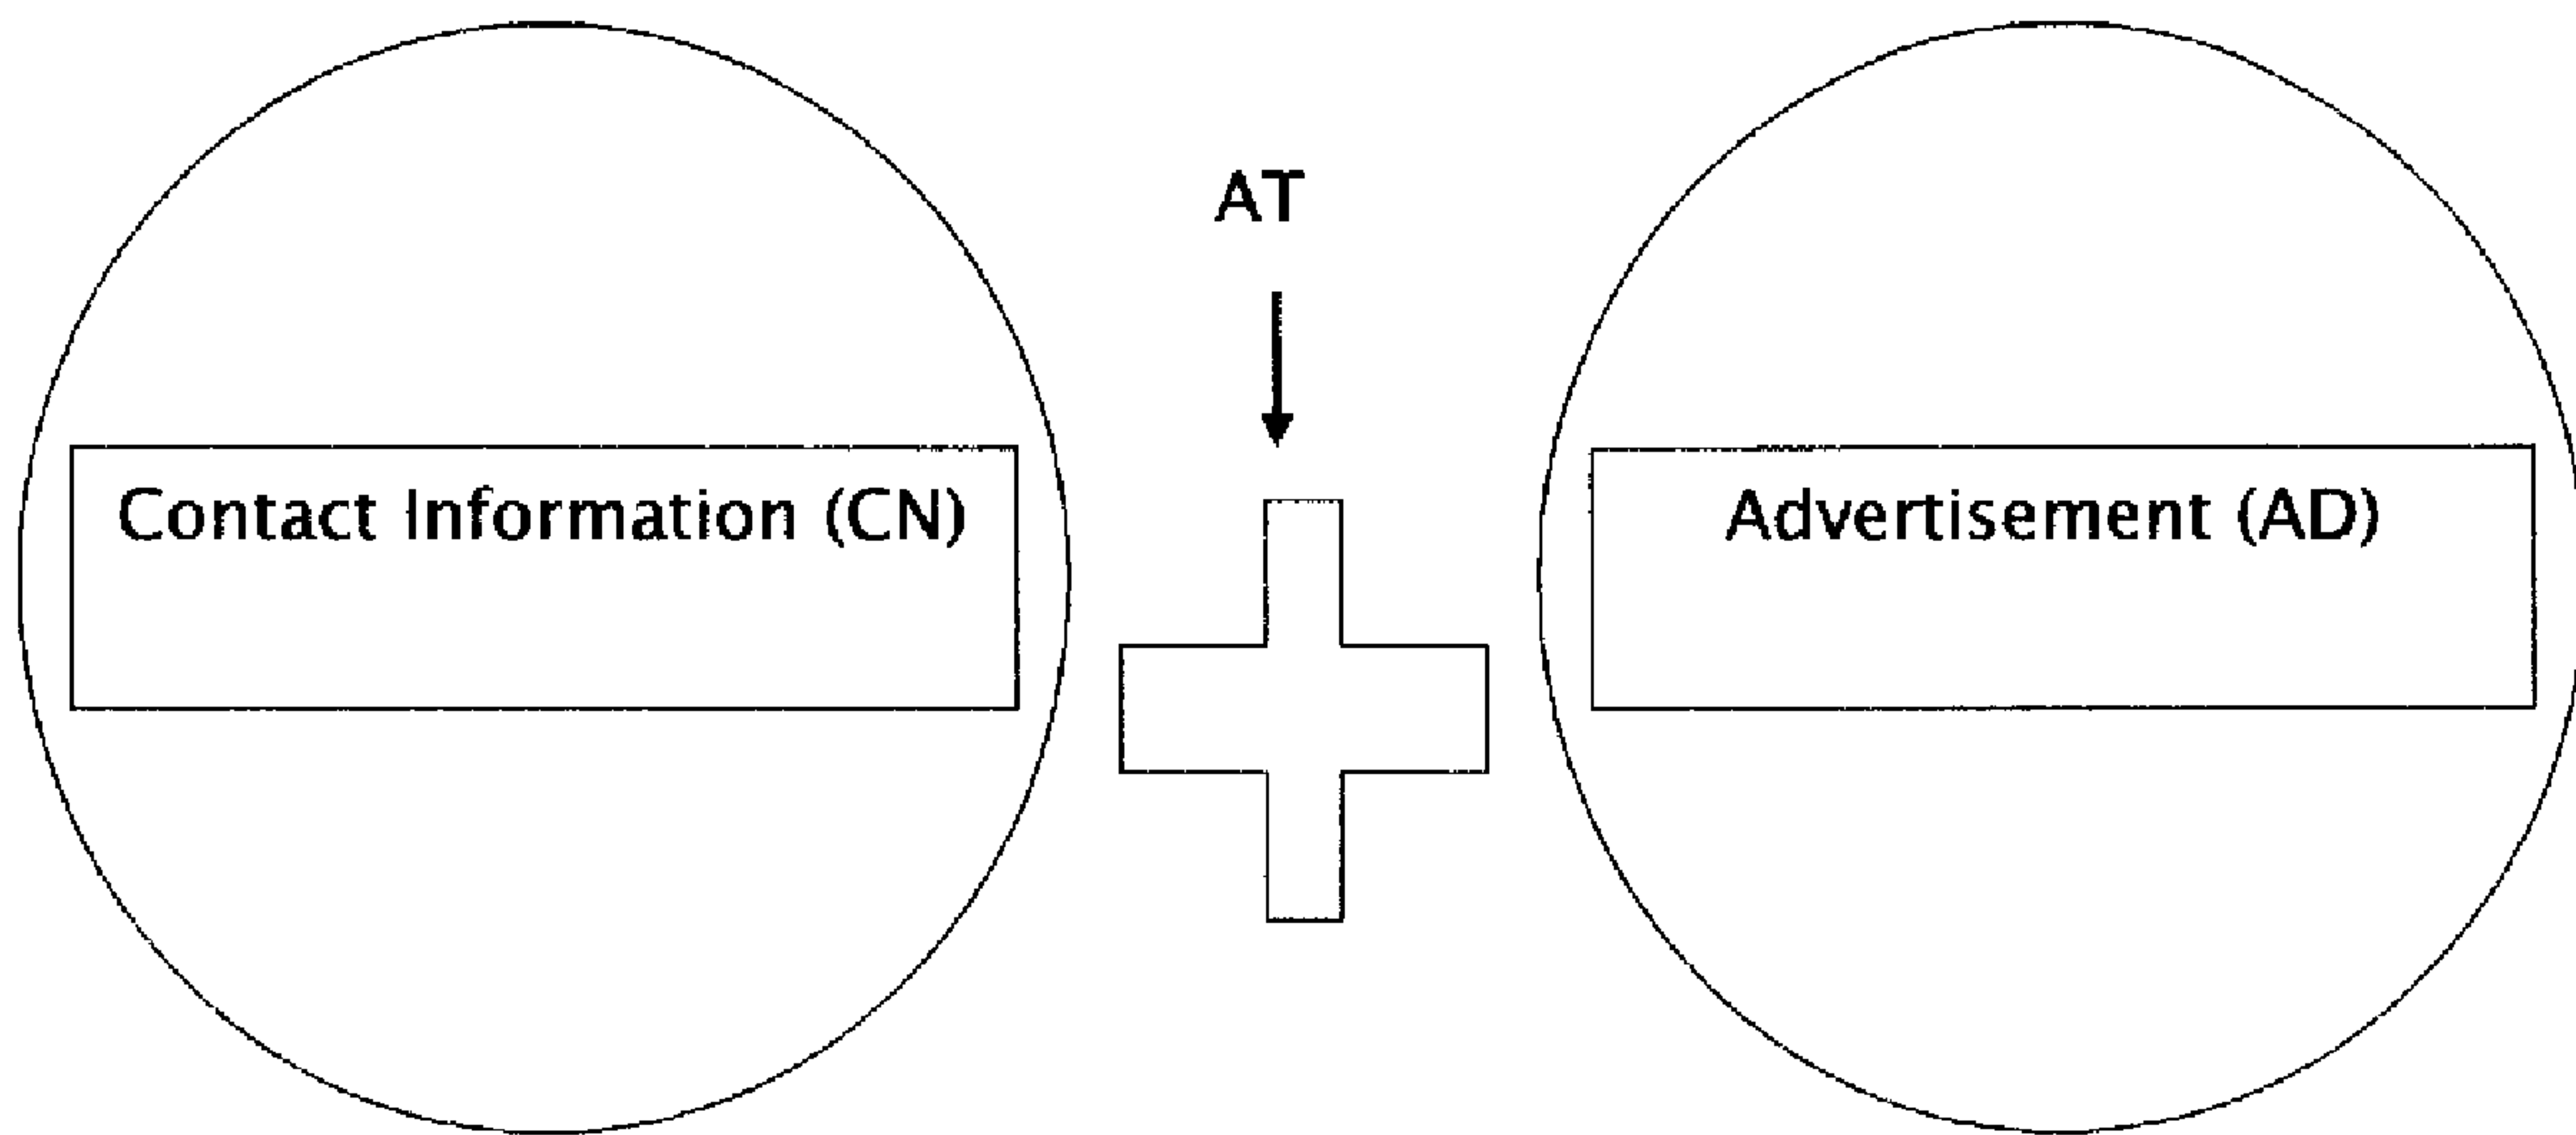 AT
Contact Information (CN)
Advertisement (AD)